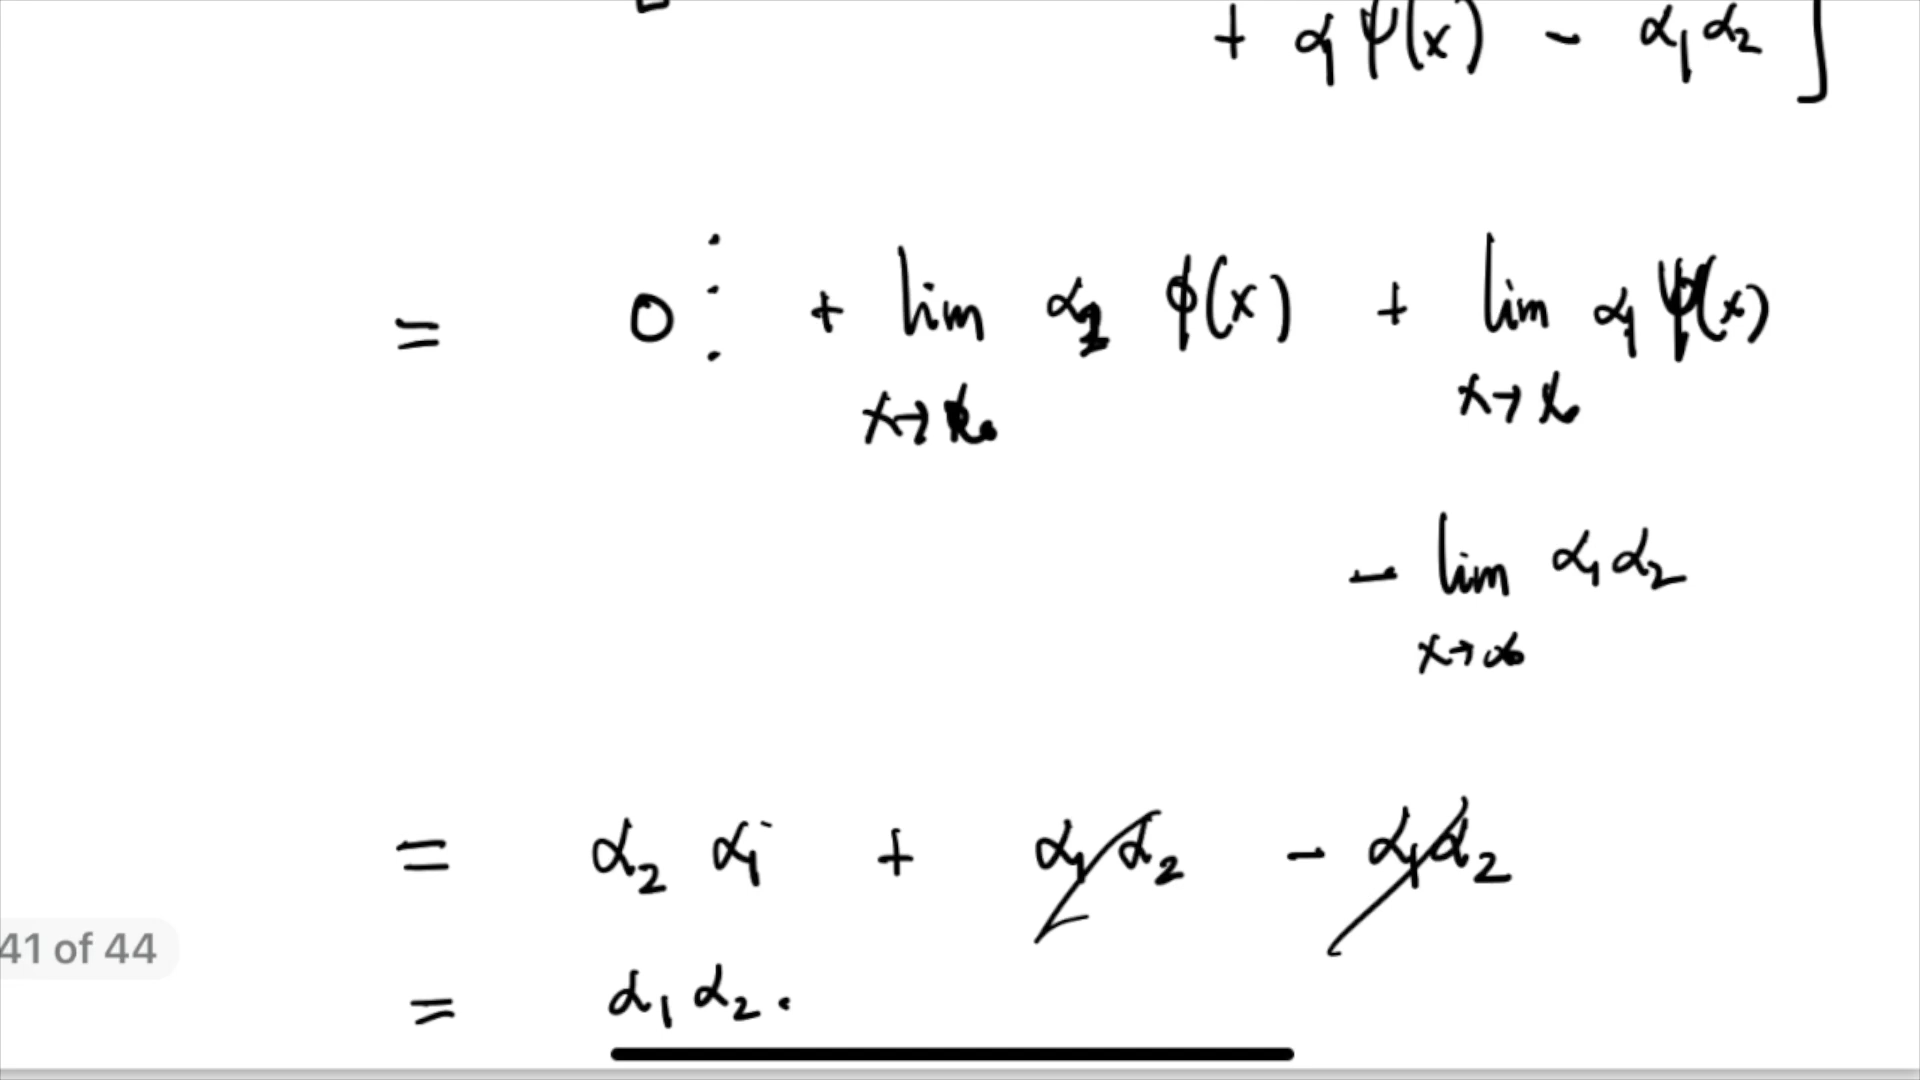 + α₁ψ(x) - α₁α₂ ]
= 0 ⋮ + lim α₂ ϕ(x) + lim α₁ ψ(x)
x→x₀ x→x₀
- lim α₁α₂
x→x₀
= α₂ α₁ + α₁α₂ - α₁α₂
41 of 44
= α₁α₂.